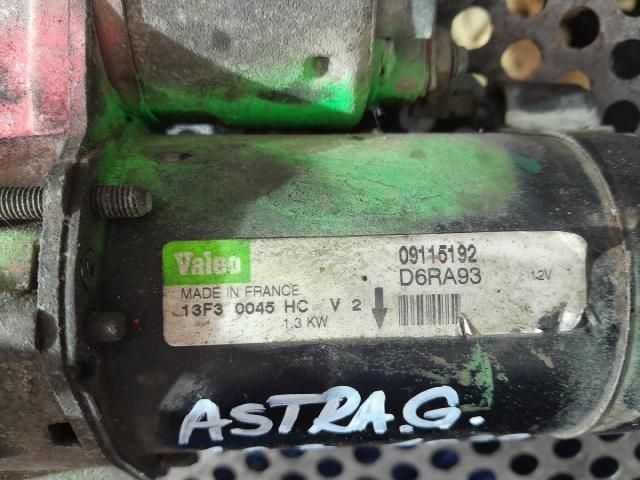 Valeo
09115192
D6RA93
12V
MADE IN FRANCE
13F3 0045 HC V 2
1.3 KW
ASTRA.G.